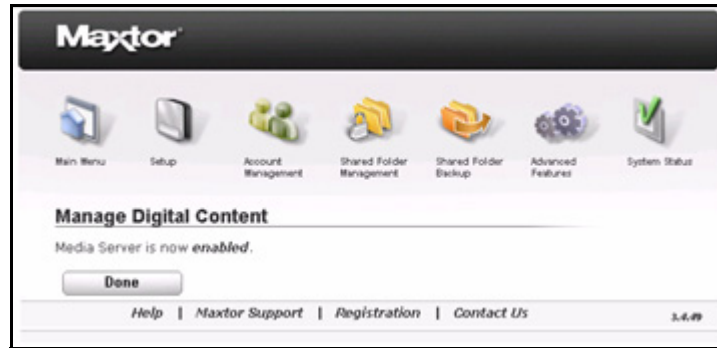 Maxtor
Main Menu
Setup
Account Management
Shared Folder Management
Shared Folder Backup
Advanced Features
System Status
Manage Digital Content
Media Server is now enabled.
Done
Help | Maxtor Support | Registration | Contact Us